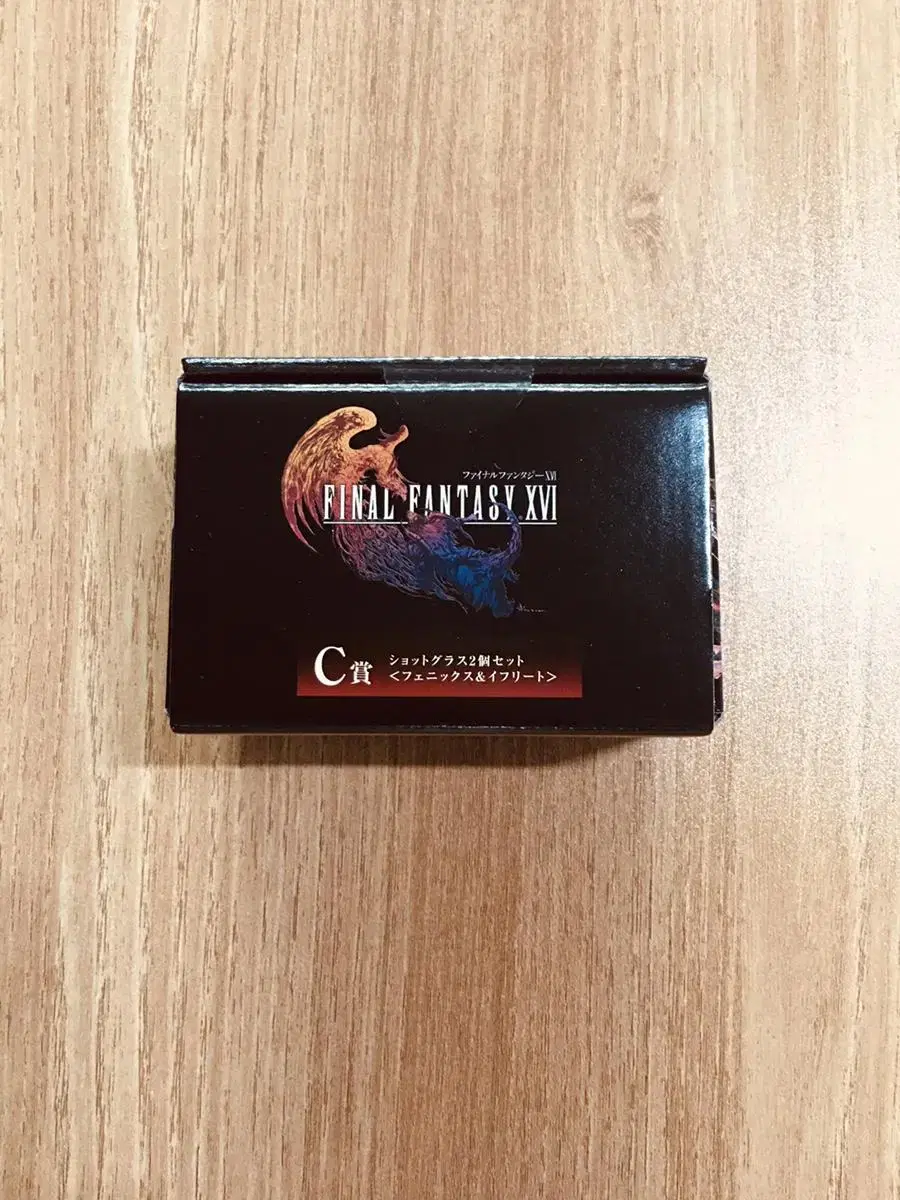 ファイナルファンタジーXVI
FINAL FANTASY XVI
C賞
ショットグラス2個セット
<フェニックス&イフリート>